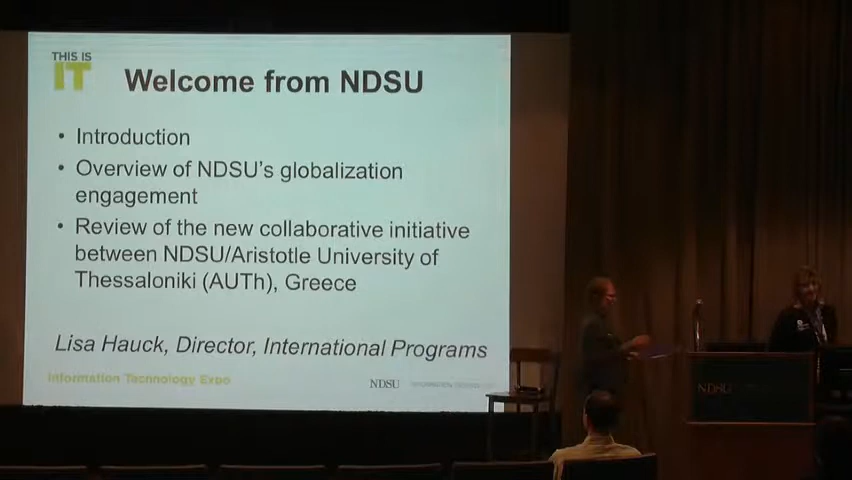 THIS IS
IT
Welcome from NDSU
• Introduction
• Overview of NDSU's globalization
engagement
• Review of the new collaborative initiative
between NDSU/Aristotle University of
Thessaloniki (AUTh), Greece
Lisa Hauck, Director, International Programs
Information Technology Expo
NDSU
NDSU